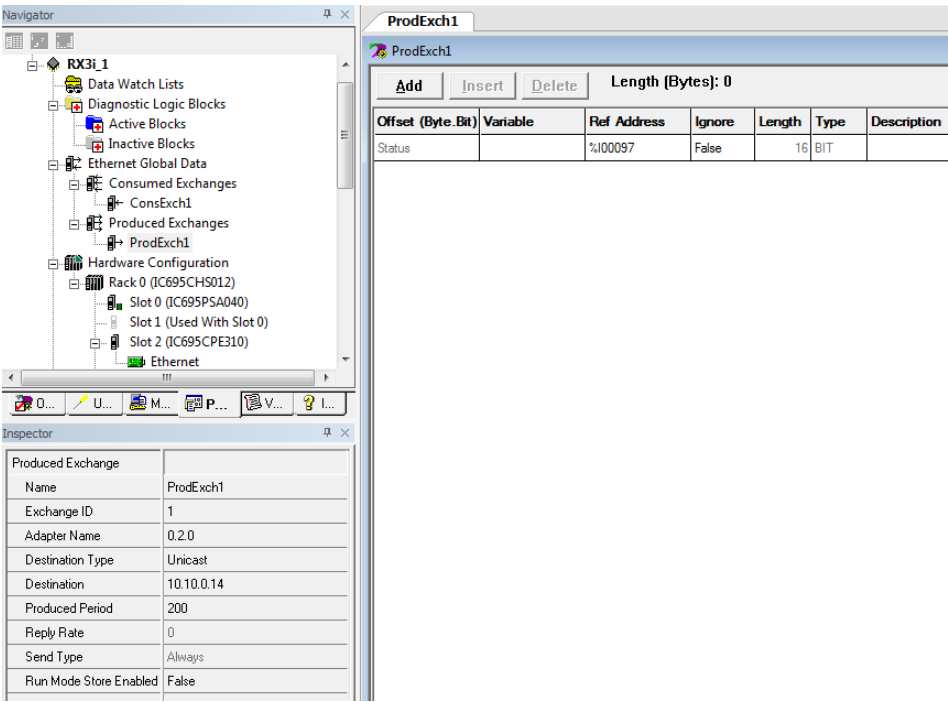 Navigator
RX3i_1
Data Watch Lists
Diagnostic Logic Blocks
Active Blocks
Inactive Blocks
Ethernet Global Data
Consumed Exchanges
ConsExch1
Produced Exchanges
ProdExch1
Hardware Configuration
Rack 0 (IC695CHS012)
Slot 0 (IC695PSA040)
Slot 1 (Used With Slot 0)
Slot 2 (IC695CPE310)
Ethernet
O... U... M... P... V... I...
Inspector
Produced Exchange
Name ProdExch1
Exchange ID 1
Adapter Name 0.2.0
Destination Type Unicast
Destination 10.10.0.14
Produced Period 200
Reply Rate 0
Send Type Always
Run Mode Store Enabled False
ProdExch1
ProdExch1
Add Insert Delete Length (Bytes): 0
Offset (Byte.Bit) Variable Ref Address Ignore Length Type Description
Status %I00097 False 16 BIT